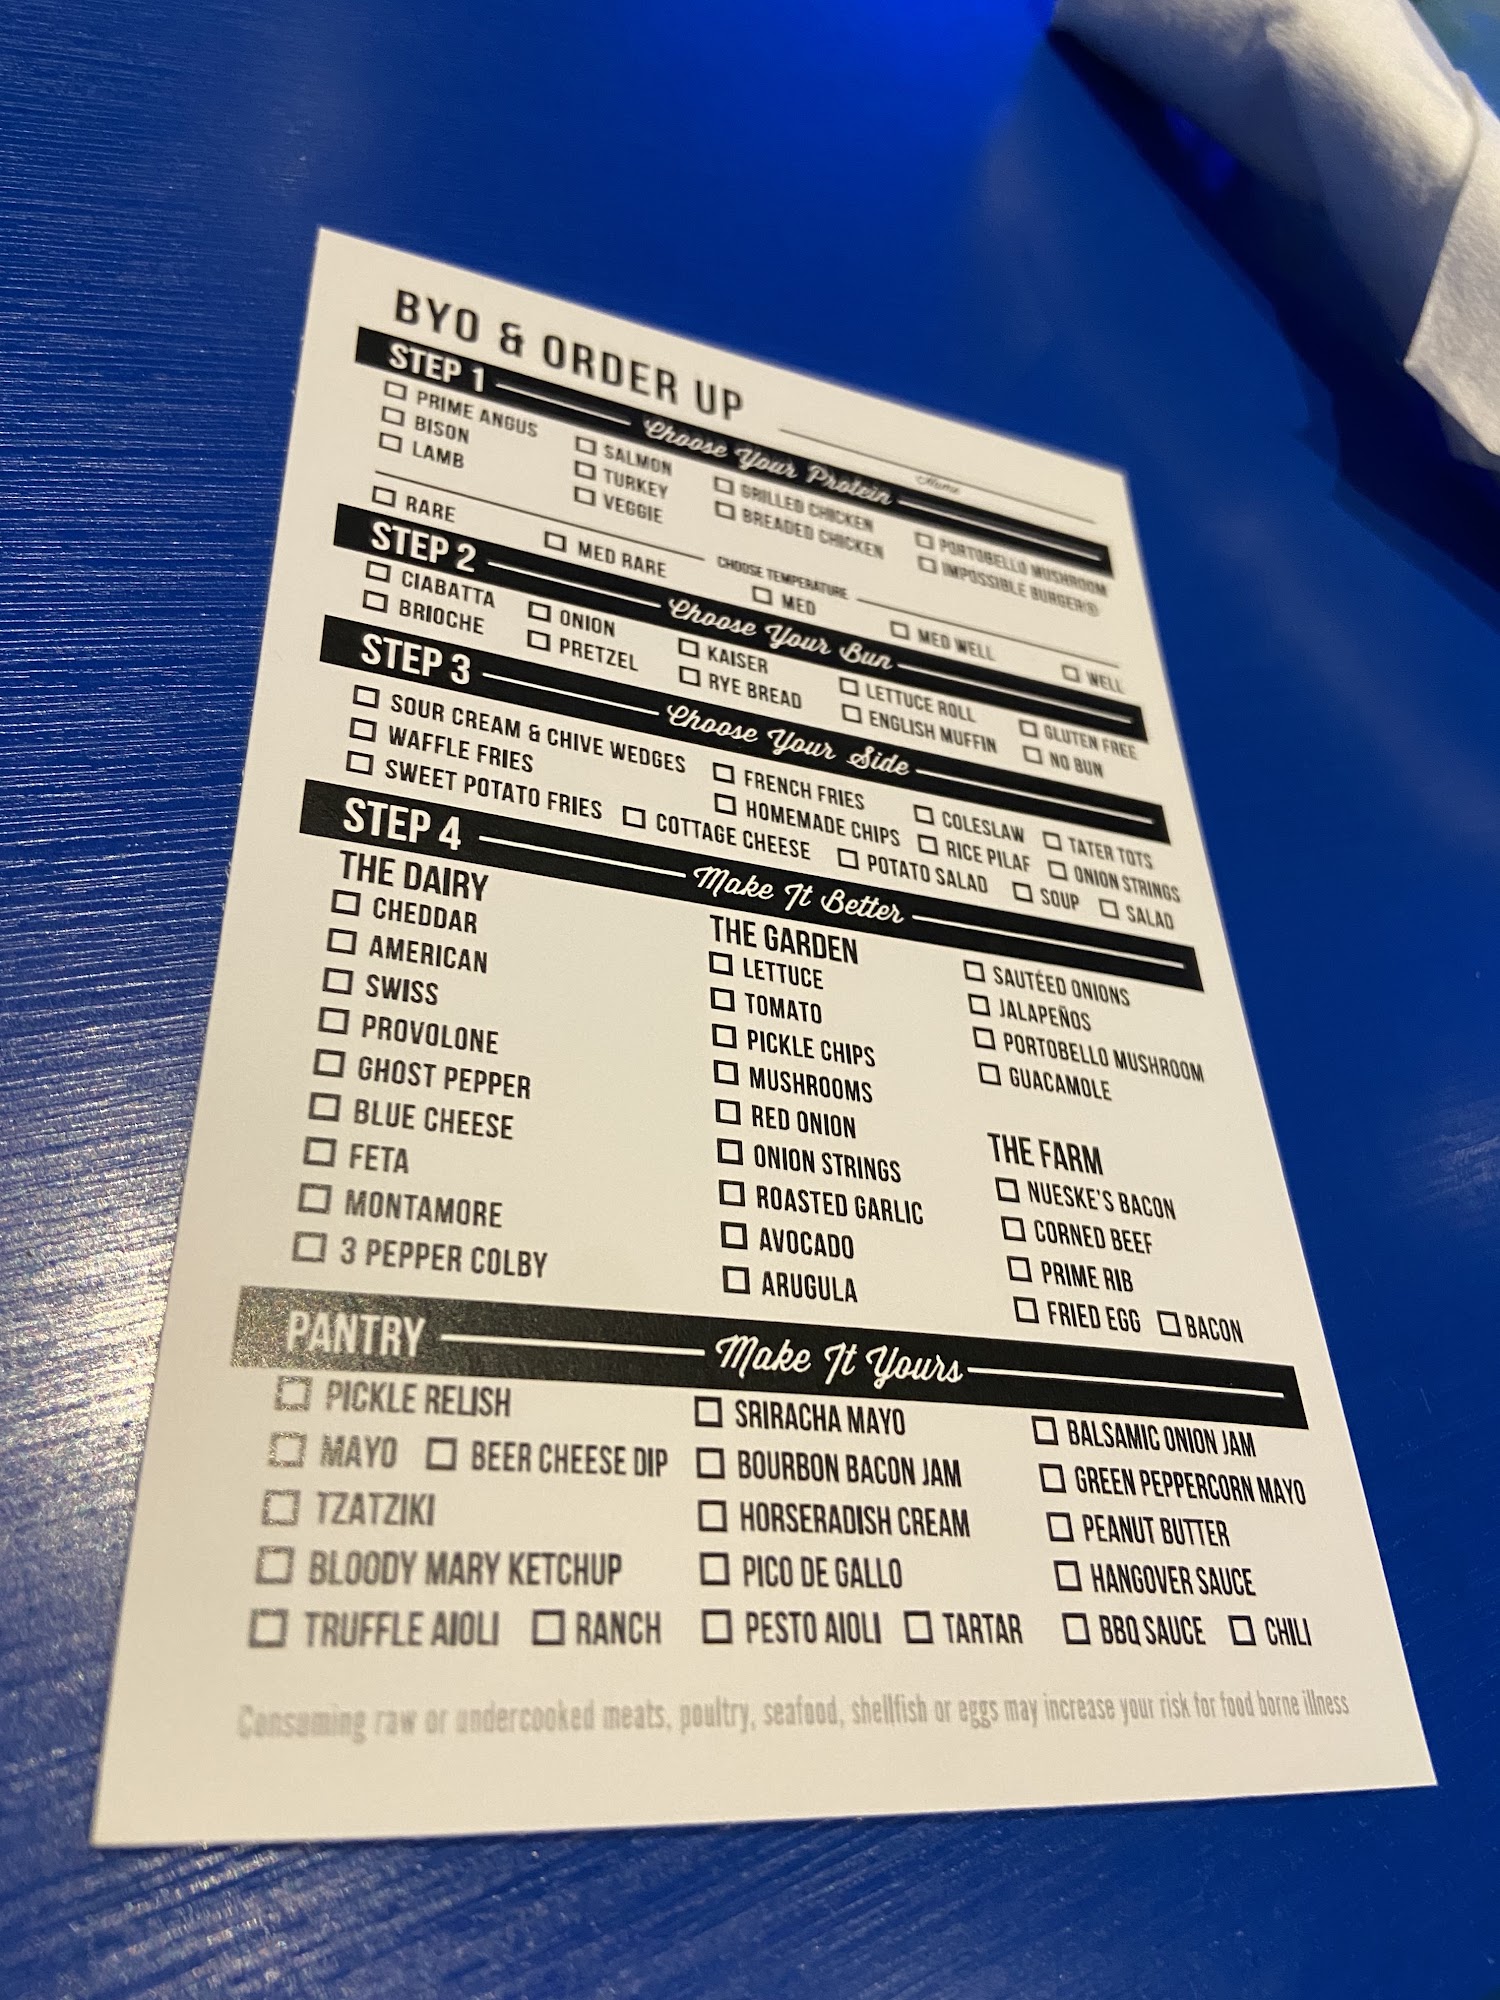 BYO & ORDER UP
Name
STEP 1 Choose Your Protein
PRIME ANGUS SALMON GRILLED CHICKEN PORTOBELLO MUSHROOM
BISON TURKEY BREADED CHICKEN IMPOSSIBLE BURGER®
LAMB VEGGIE
CHOOSE TEMPERATURE
RARE MED RARE MED MED WELL WELL
STEP 2 Choose Your Bun
CIABATTA ONION KAISER LETTUCE ROLL GLUTEN FREE
BRIOCHE PRETZEL RYE BREAD ENGLISH MUFFIN NO BUN
STEP 3 Choose Your Side
SOUR CREAM & CHIVE WEDGES FRENCH FRIES COLESLAW TATER TOTS
WAFFLE FRIES HOMEMADE CHIPS RICE PILAF ONION STRINGS
SWEET POTATO FRIES COTTAGE CHEESE POTATO SALAD SOUP SALAD
STEP 4 Make It Better
THE DAIRY
CHEDDAR
AMERICAN
SWISS
PROVOLONE
GHOST PEPPER
BLUE CHEESE
FETA
MONTAMORE
3 PEPPER COLBY
THE GARDEN
LETTUCE
TOMATO
PICKLE CHIPS
MUSHROOMS
RED ONION
ONION STRINGS
ROASTED GARLIC
AVOCADO
ARUGULA
SAUTÉED ONIONS
JALAPEÑOS
PORTOBELLO MUSHROOM
GUACAMOLE
THE FARM
NUESKE'S BACON
CORNED BEEF
PRIME RIB
FRIED EGG BACON
PANTRY Make It Yours
PICKLE RELISH SRIRACHA MAYO BALSAMIC ONION JAM
MAYO BEER CHEESE DIP BOURBON BACON JAM GREEN PEPPERCORN MAYO
TZATZIKI HORSERADISH CREAM PEANUT BUTTER
BLOODY MARY KETCHUP PICO DE GALLO HANGOVER SAUCE
TRUFFLE AIOLI RANCH PESTO AIOLI TARTAR BBQ SAUCE CHILI
Consuming raw or undercooked meats, poultry, seafood, shellfish or eggs may increase your risk for food borne illness